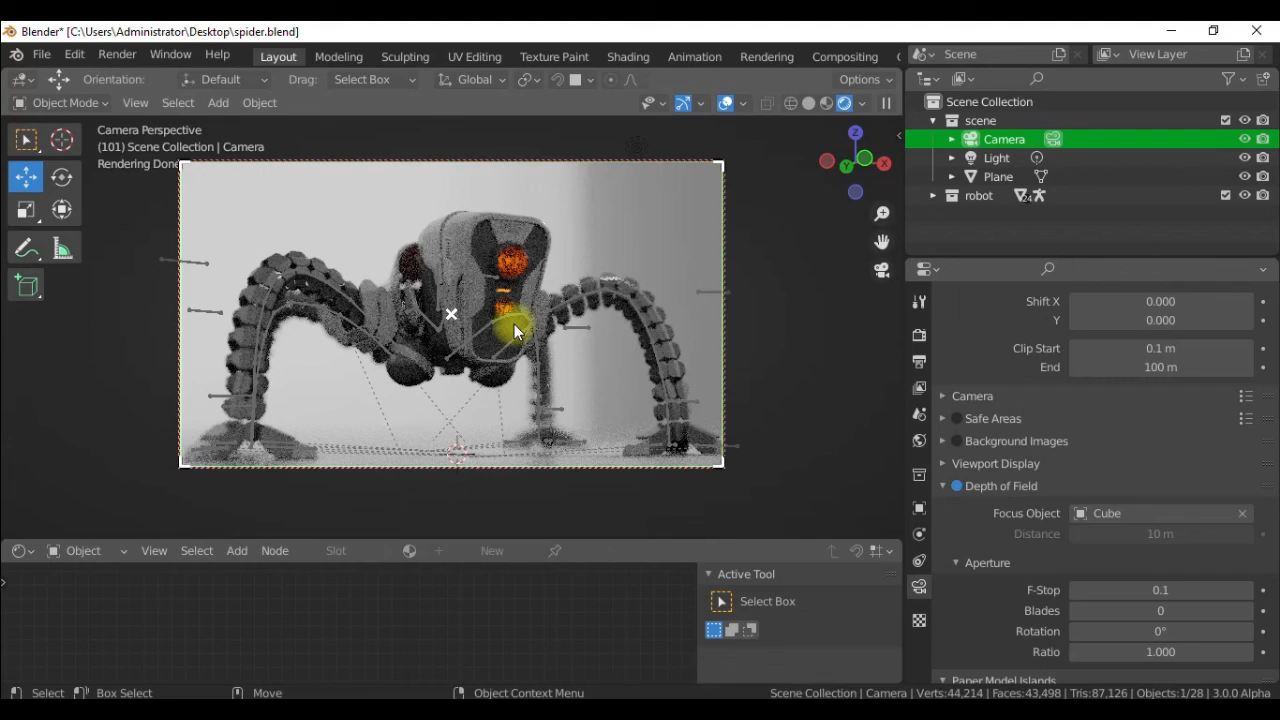 Blender* [C:\Users\Administrator\Desktop\spider.blend]
File Edit Render Window Help Layout Modeling Sculpting UV Editing Texture Paint Shading Animation Rendering Compositing Scene View Layer
Orientation: Default Drag: Select Box Global Options
Object Mode View Select Add Object
Camera Perspective
(101) Scene Collection | Camera
Rendering Done
Z
X
Y
Scene Collection
scene
Camera
Light
Plane
robot 24
Shift X 0.000
Y 0.000
Clip Start 0.1 m
End 100 m
Camera
Safe Areas
Background Images
Viewport Display
Depth of Field
Focus Object Cube
Distance 10 m
Aperture
F-Stop 0.1
Blades 0
Rotation 0°
Ratio 1.000
Object View Select Add Node Slot New
Active Tool
Select Box
Select Box Select Move Object Context Menu Scene Collection | Camera | Verts:44,214 | Faces:43,498 | Tris:87,126 | Objects:1/28 | 3.0.0 Alpha